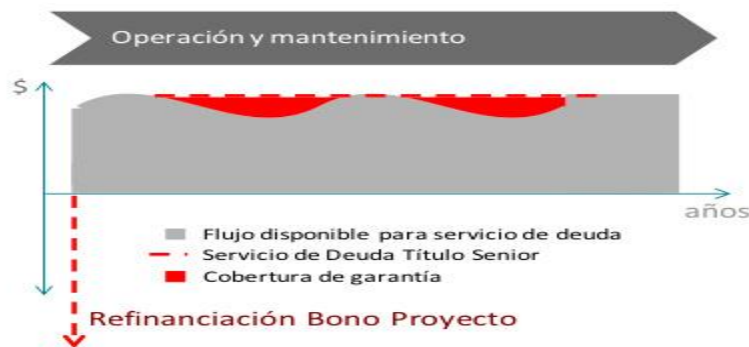 Operación y mantenimiento
$
años
Flujo disponible para servicio de deuda
Servicio de Deuda Título Senior
Cobertura de garantía
Refinanciación Bono Proyecto